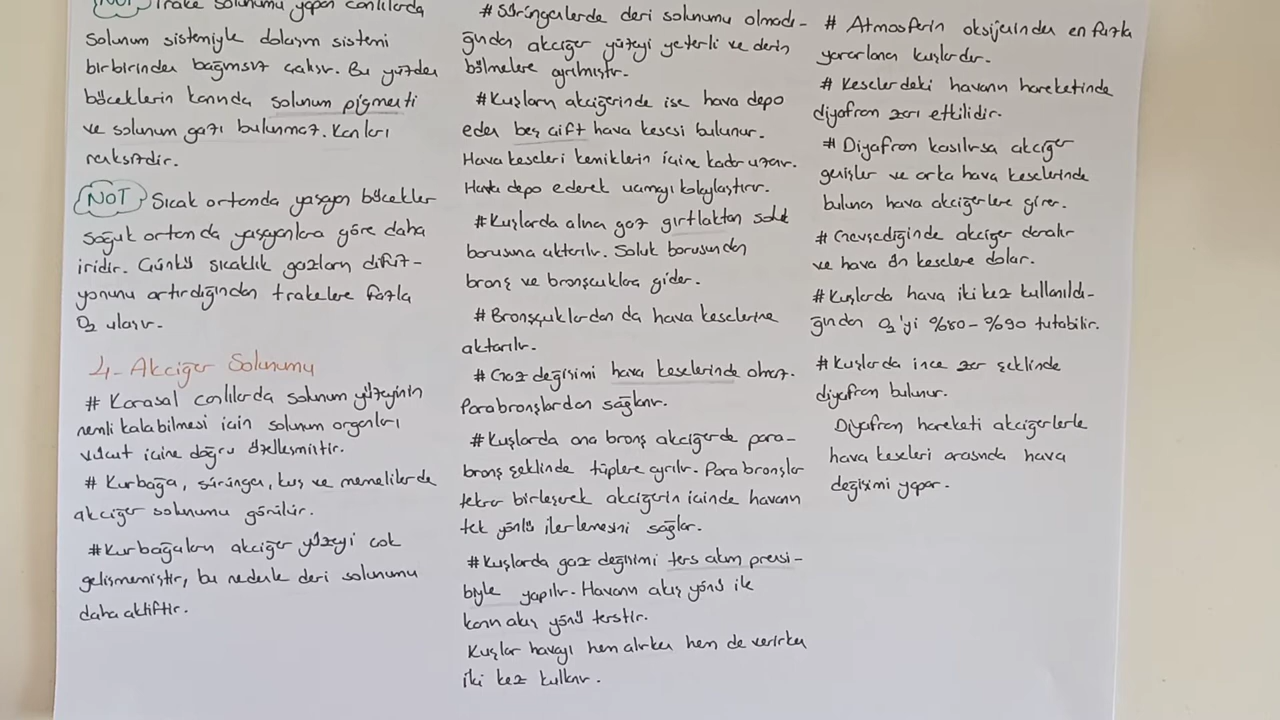 NOT Trake solunumu yapan canlılarda
solunum sistemiyle dolaşım sistemi
birbirinden bağımsız çalışır. Bu yüzden
böceklerin kanında solunum pigmenti
ve solunum gazı bulunmaz. Kanları
renksizdir.
NOT Sıcak ortamda yaşayan böcekler
soğuk ortamda yaşayanlara göre daha
iridir. Çünkü sıcaklık gazların difüz-
yonunu artırdığından trakelere fazla
O₂ ulaşır.
4- Akciğer Solunumu
# Karasal canlılarda solunum yüzeyinin
nemli kalabilmesi için solunum organları
vücut içine doğru özelleşmiştir.
# Kurbağa, sürüngen, kuş ve memelilerde
akciğer solunumu görülür.
# Kurbağaların akciğer yüzeyi çok
gelişmemiştir, bu nedenle deri solunumu
daha aktiftir.
# Sürüngenlerde deri solunumu olmadı-
ğından akciğer yüzeyi yeterli ve derin
bölmelere ayrılmıştır.
# Kuşların akciğerinde ise hava depo
eden beş çift hava kesesi bulunur.
Hava keseleri kemiklerin içine kadar uzanır.
Hava depo ederek uçmayı kolaylaştırır.
# Kuşlarda alınan gaz gırtlaktan soluk
borusuna aktarılır. Soluk borusundan
bronş ve bronşçuklara gider.
# Bronşçuklardan da hava keselerine
aktarılır.
# Gaz değişimi hava keselerinde olmaz.
Parabronşlardan sağlanır.
# Kuşlarda ana bronş akciğerde para-
bronş şeklinde tüplere ayrılır. Parabronşlar
tekrar birleşerek akciğerin içinde havanın
tek yönlü ilerlemesini sağlar.
# Kuşlarda gaz değişimi ters akım prensi-
biyle yapılır. Havanın akış yönü ile
kanın akış yönü terstir.
Kuşlar havayı hem alırken hem de verirken
iki kez kullanır.
# Atmosferin oksijeninden en fazla
yararlanan kuşlardır.
# Keselerdeki havanın hareketinde
diyafram zarı etkilidir.
# Diyafram kasılırsa akciğer
genişler ve arka hava keselerinde
bulunan hava akciğerlere girer.
# Gevşediğinde akciğer daralır
ve hava ön keselere dolar.
# Kuşlarda hava iki kez kullanıldı-
ğından O₂'yi %80-%90 tutabilir.
# Kuşlarda ince zar şeklinde
diyafram bulunur.
Diyafram hareketi akciğerlerle
hava keseleri arasında hava
değişimi yapar.